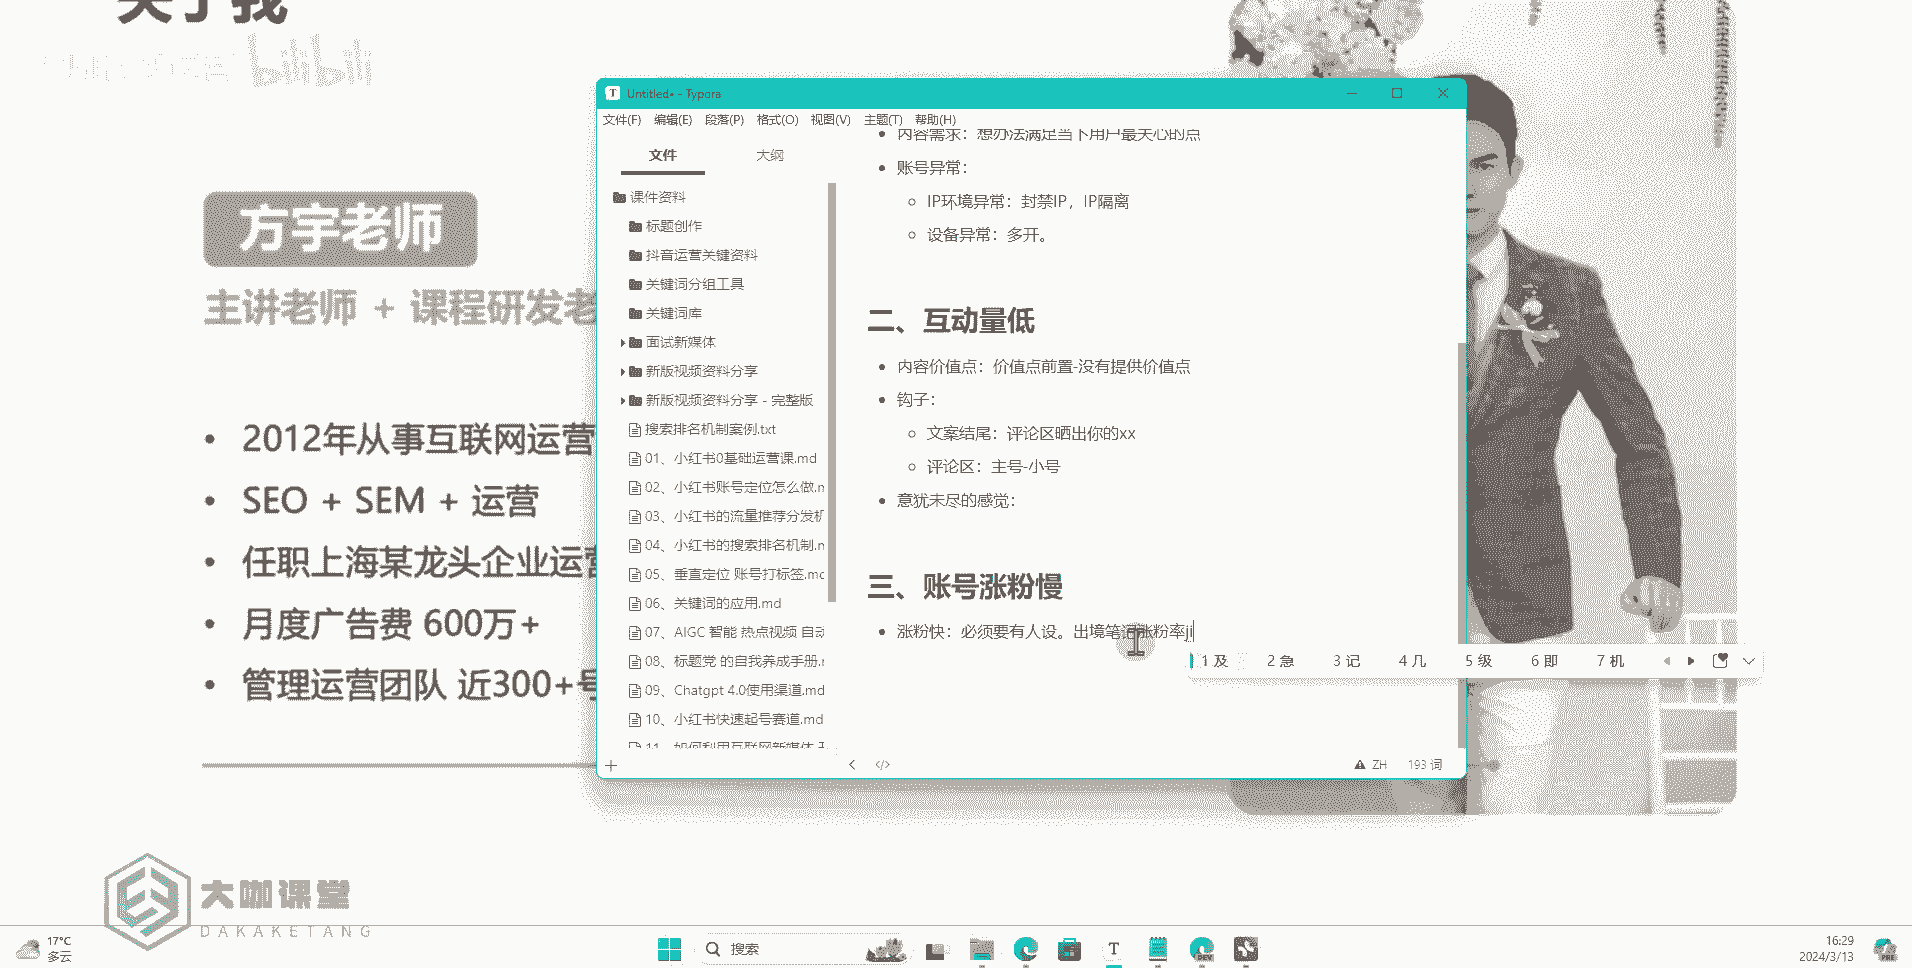 关于我
bilibili
方宇老师
主讲老师 + 课程研发老
• 2012年从事互联网运营
• SEO + SEM + 运营
• 任职上海某龙头企业运营
• 月度广告费 600万+
• 管理运营团队 近300+号
大咖课堂
DAKAKETANG
Untitled• - Typora
文件(F) 编辑(E) 段落(P) 格式(O) 视图(V) 主题(T) 帮助(H)
文件 大纲
课件资料
标题创作
抖音运营关键资料
关键词分组工具
关键词库
面试新媒体
新版视频资料分享
新版视频资料分享 - 完整版
搜索排名机制案例.txt
01、小红书0基础运营课.md
02、小红书账号定位怎么做.m
03、小红书的流量推荐分发机
04、小红书的搜索排名机制.m
05、垂直定位 账号打标签.md
06、关键词的应用.md
07、AIGC 智能 热点视频 自动
08、标题党 的自我养成手册.m
09、Chatgpt 4.0使用渠道.md
10、小红书快速起号赛道.md
11、如何利用互联网新媒体
• 内容需求：想办法满足当下用户最关心的点
• 账号异常：
◦ IP环境异常：封禁IP，IP隔离
◦ 设备异常：多开。
二、互动量低
• 内容价值点：价值点前置-没有提供价值点
• 钩子：
◦ 文案结尾：评论区晒出你的xx
◦ 评论区：主号-小号
• 意犹未尽的感觉：
三、账号涨粉慢
• 涨粉快：必须要有人设。出境笔记涨粉率ji
1 及 2 急 3 记 4 几 5 级 6 即 7 机
ZH 193 词
17°C
多云
搜索
16:29
2024/3/13